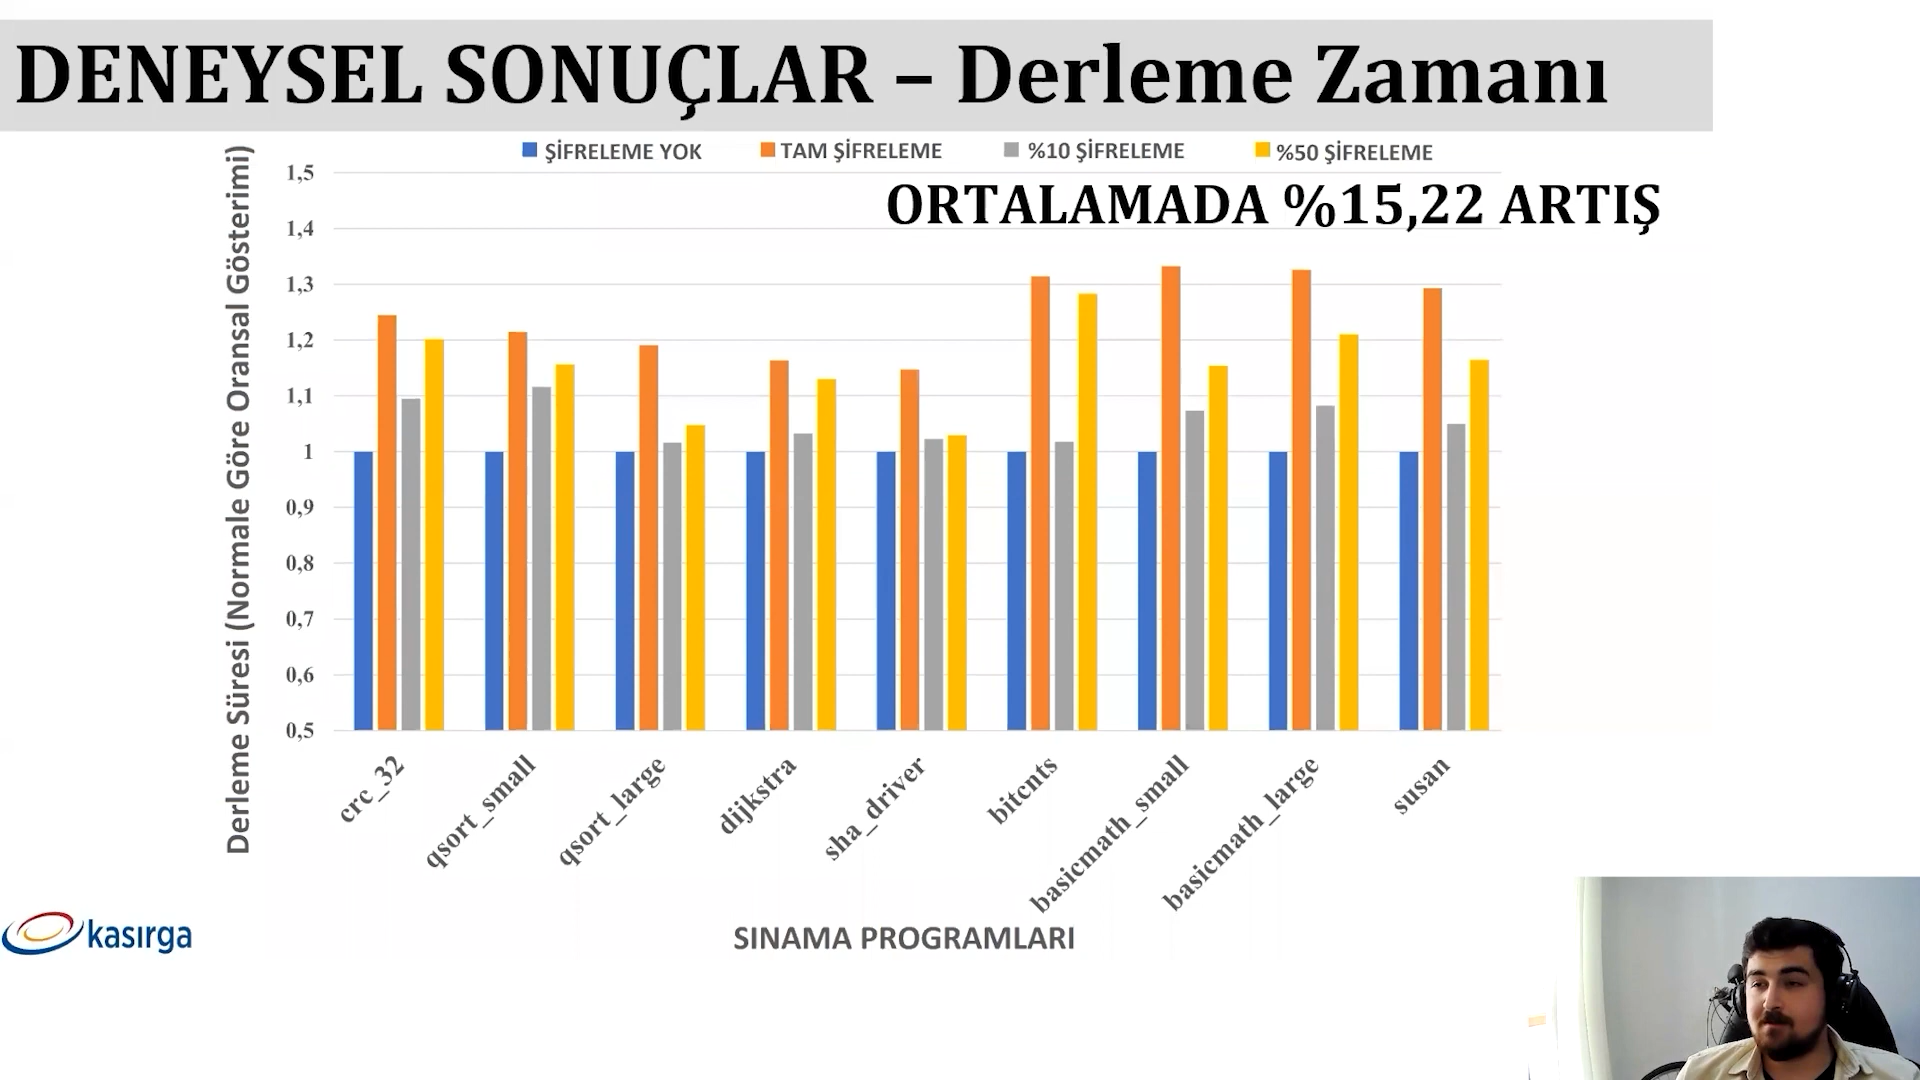 DENEYSEL SONUÇLAR – Derleme Zamanı
ŞİFRELEME YOK TAM ŞİFRELEME %10 ŞİFRELEME %50 ŞİFRELEME
ORTALAMADA %15,22 ARTIŞ
Derleme Süresi (Normale Göre Oransal Gösterimi)
1,5
1,4
1,3
1,2
1,1
1
0,9
0,8
0,7
0,6
0,5
crc_32
qsort_small
qsort_large
dijkstra
sha_driver
bitcnts
basicmath_small
basicmath_large
susan
SINAMA PROGRAMLARI
kasırga